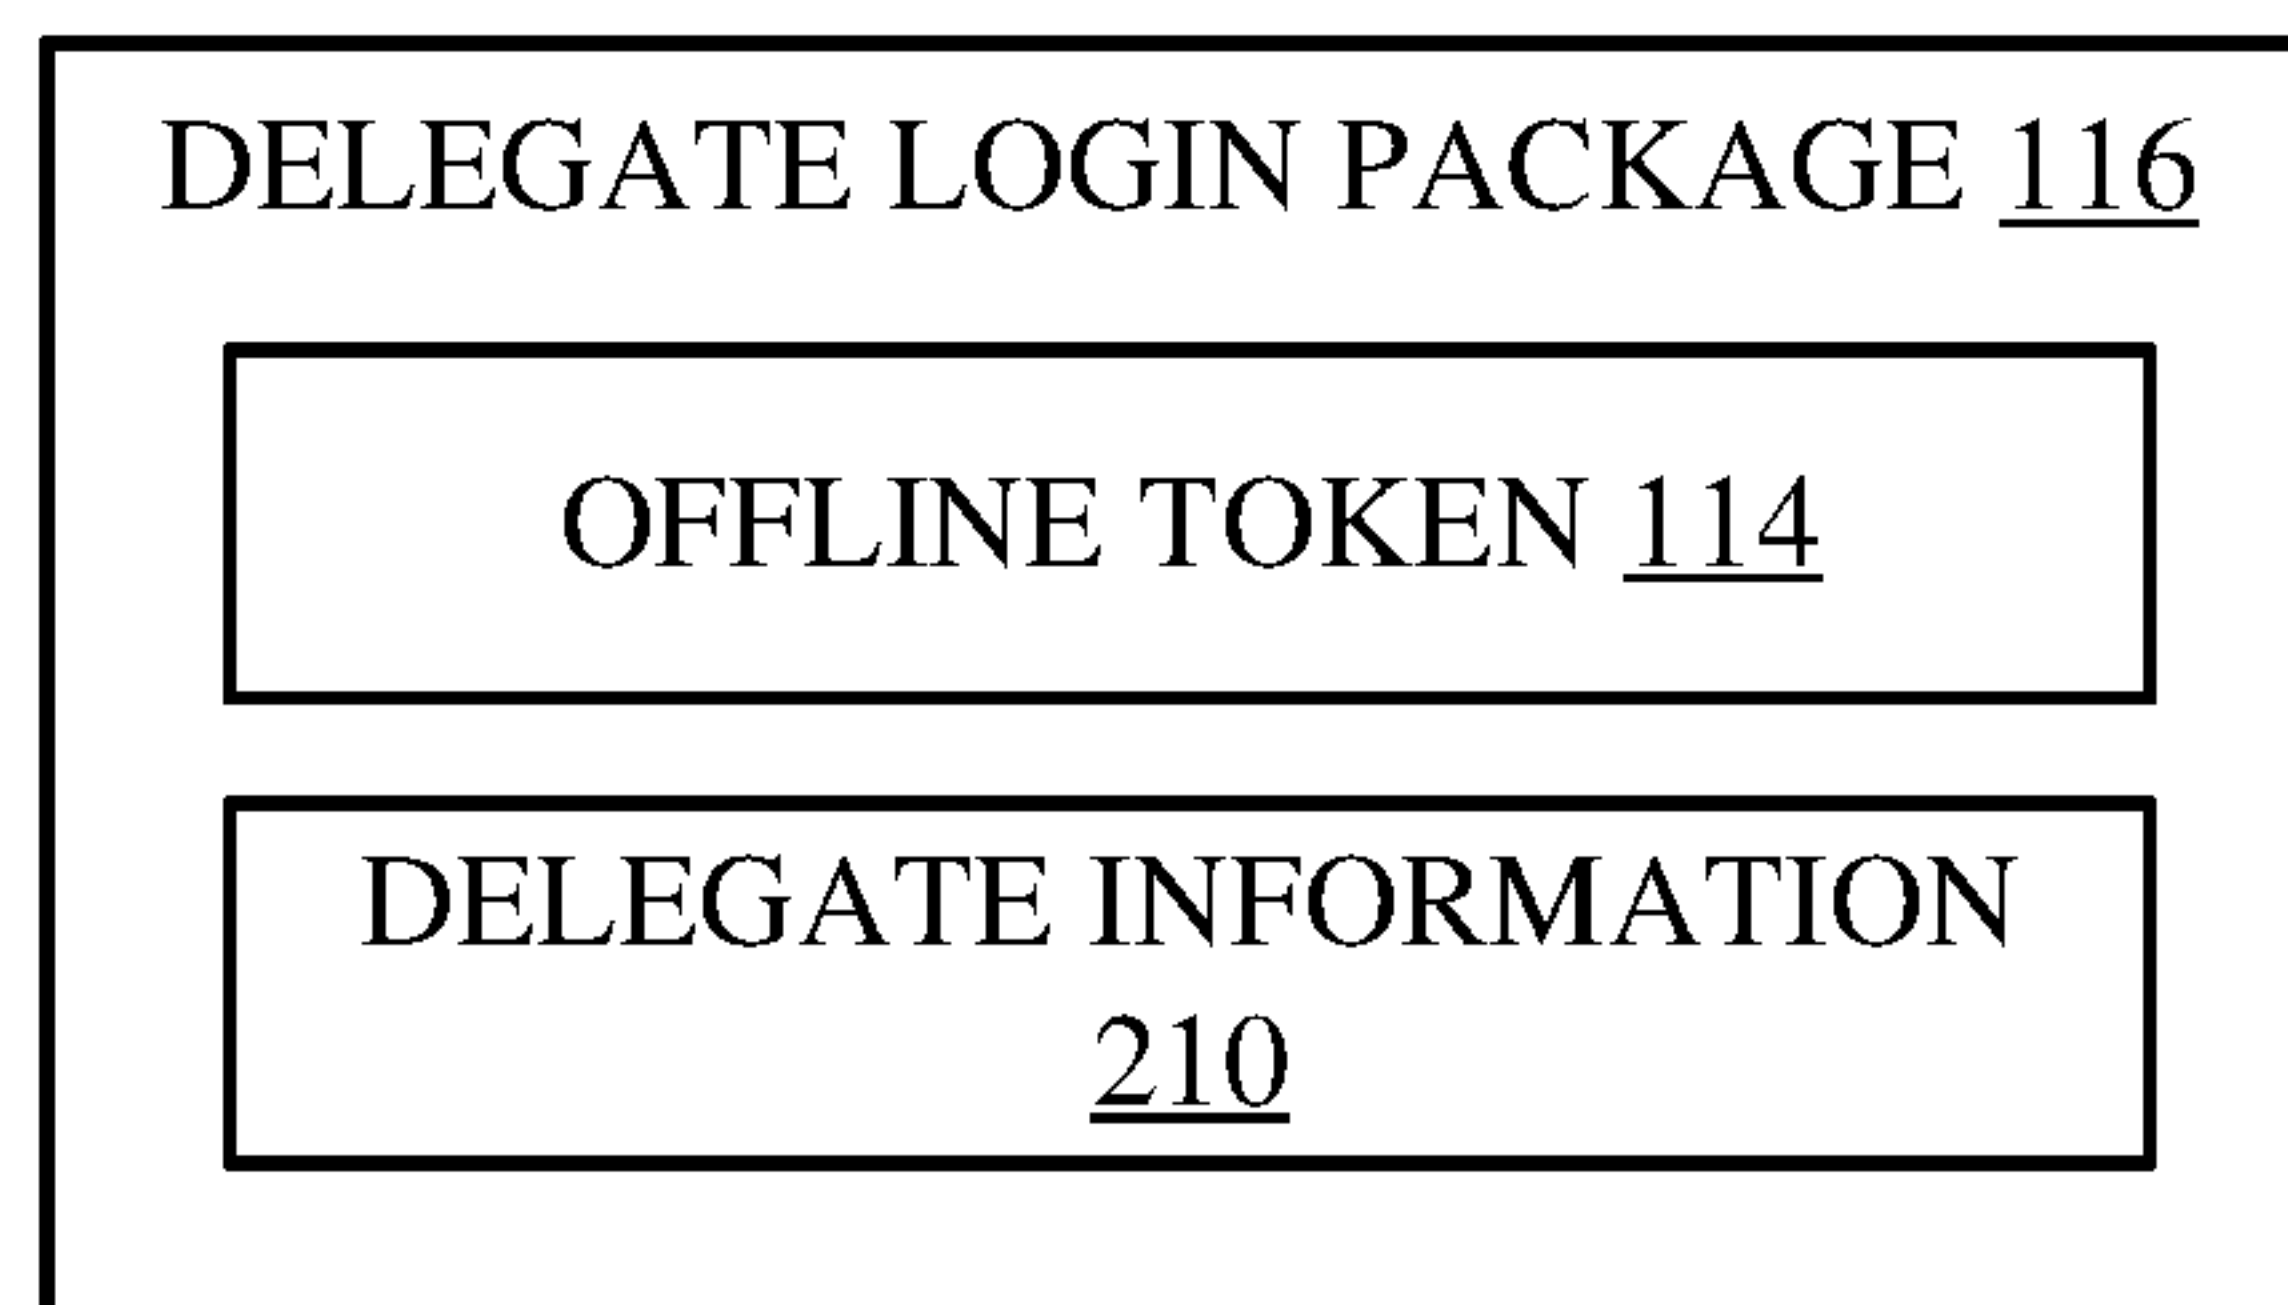 DELEGATE LOGIN PACKAGE 116
OFFLINE TOKEN 114
DELEGATE INFORMATION
210